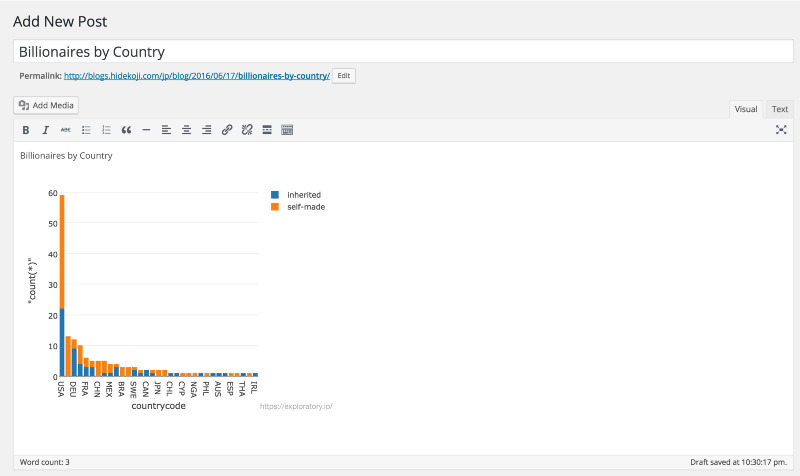 Add New Post
Billionaires by Country
Permalink: http://blogs.hidekoji.com/jp/blog/2016/06/17/billionaires-by-country/ Edit
Add Media
Visual Text
B I ABC
Billionaires by Country
inherited
self-made
60
50
40
30
20
10
0
"count(*)"
USA DEU FRA CHN MEX BRA SWE CAN JPN CHL CYP NGA PHL AUS ESP THA IRL
countrycode
https://exploratory.io/
Word count: 3
Draft saved at 10:30:17 pm.